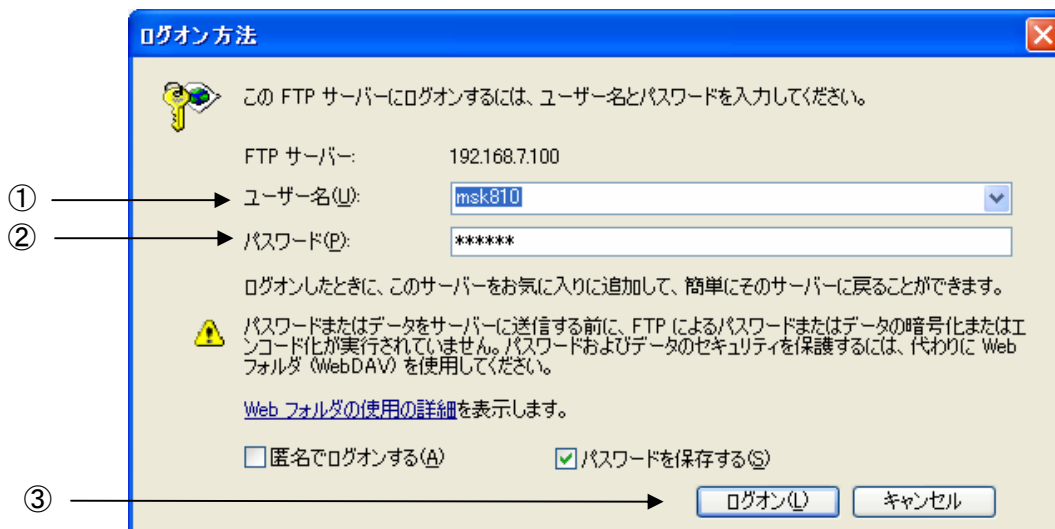 ログオン方法
この FTP サーバーにログオンするには、ユーザー名とパスワードを入力してください。
FTP サーバー: 192.168.7.100
① ユーザー名(U): msk810
② パスワード(P): ******
ログオンしたときに、このサーバーをお気に入りに追加して、簡単にそのサーバーに戻ることができます。
パスワードまたはデータをサーバーに送信する前に、FTP によるパスワードまたはデータの暗号化またはエ
ンコード化が実行されていません。パスワードおよびデータのセキュリティを保護するには、代わりに Web
フォルダ (WebDAV) を使用してください。
Web フォルダの使用の詳細を表示します。
匿名でログオンする(A) パスワードを保存する(S)
③ ログオン(L) キャンセル